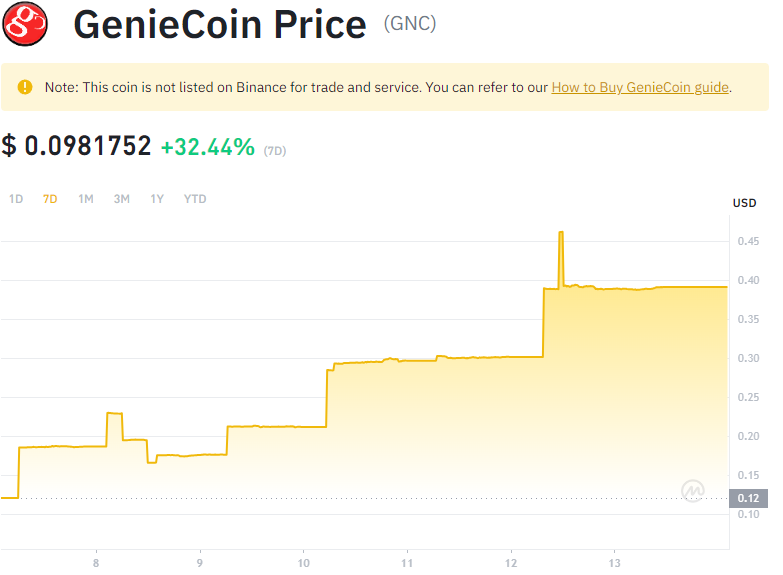 GenieCoin Price (GNC)
Note: This coin is not listed on Binance for trade and service. You can refer to our How to Buy GenieCoin guide.
$ 0.0981752 +32.44% (7D)
1D 7D 1M 3M 1Y YTD
USD
0.45
0.40
0.35
0.30
0.25
0.20
0.15
0.12
0.10
8 9 10 11 12 13